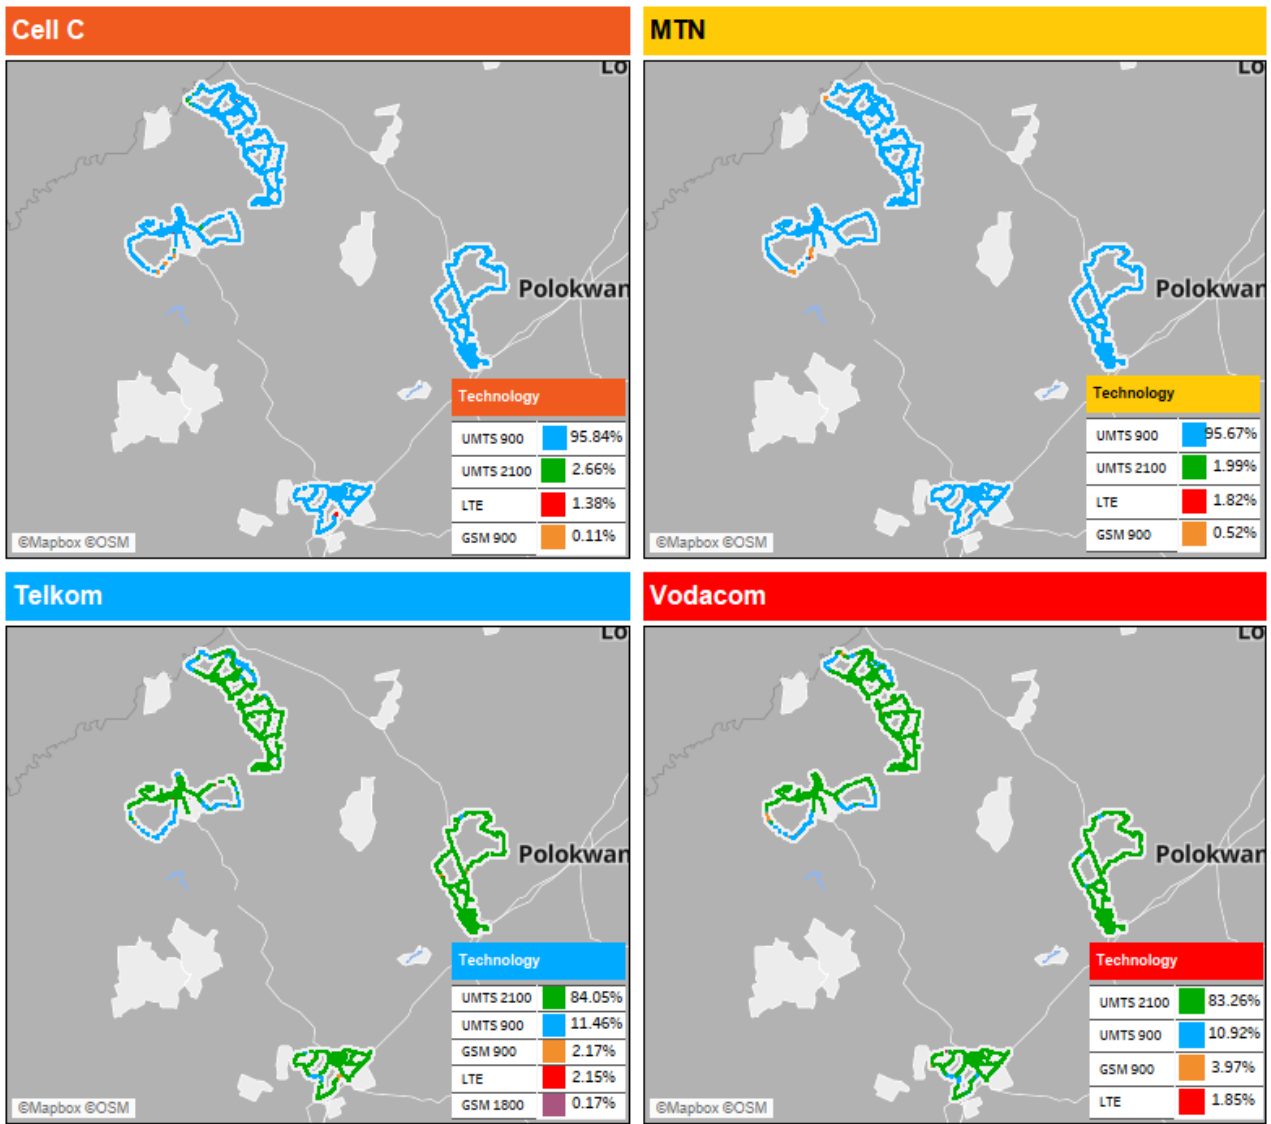 Cell C
Lo
Polokwan
Technology
UMTS 900 95.84%
UMTS 2100 2.66%
LTE 1.38%
GSM 900 0.11%
©Mapbox ©OSM
MTN
Lo
Polokwan
Technology
UMTS 900 95.67%
UMTS 2100 1.99%
LTE 1.82%
GSM 900 0.52%
©Mapbox ©OSM
Telkom
Lo
Polokwan
Technology
UMTS 2100 84.05%
UMTS 900 11.46%
GSM 900 2.17%
LTE 2.15%
GSM 1800 0.17%
©Mapbox ©OSM
Vodacom
Lo
Polokwan
Technology
UMTS 2100 83.26%
UMTS 900 10.92%
GSM 900 3.97%
LTE 1.85%
©Mapbox ©OSM